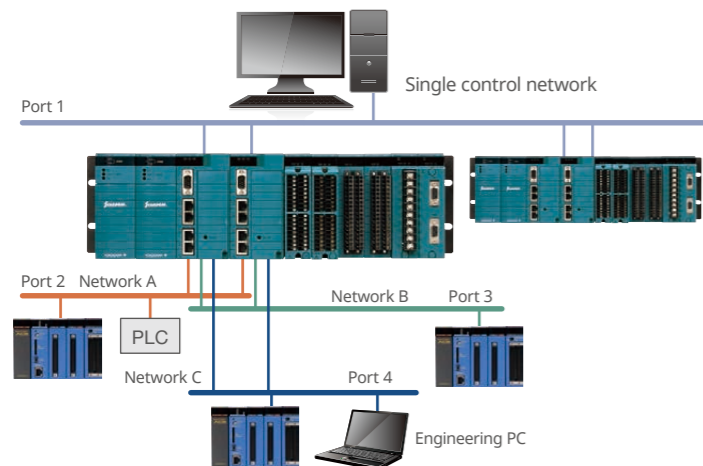 Single control network
Port 1
Port 2
Network A
Network B
Port 3
PLC
Network C
Port 4
Engineering PC